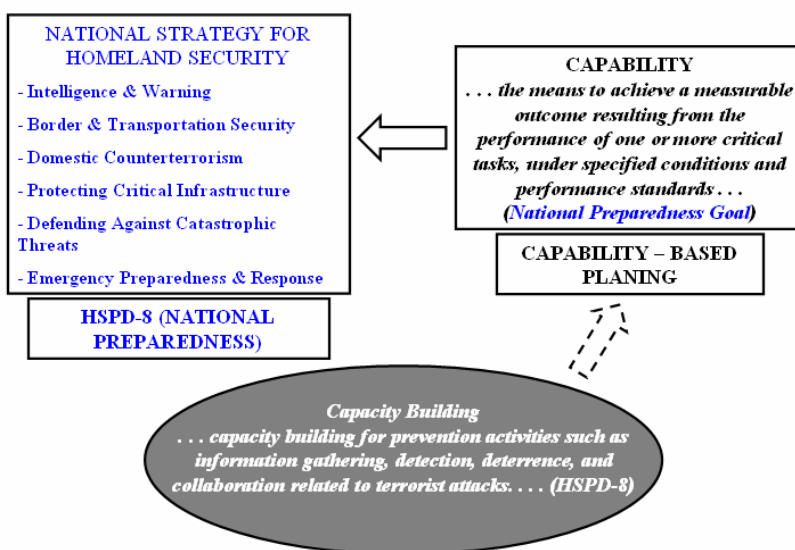 NATIONAL STRATEGY FOR
HOMELAND SECURITY
- Intelligence & Warning
- Border & Transportation Security
- Domestic Counterterrorism
- Protecting Critical Infrastructure
- Defending Against Catastrophic
Threats
- Emergency Preparedness & Response
HSPD-8 (NATIONAL
PREPAREDNESS)
CAPABILITY
. . . the means to achieve a measurable
outcome resulting from the
performance of one or more critical
tasks, under specified conditions and
performance standards . . .
(National Preparedness Goal)
CAPABILITY – BASED
PLANING
Capacity Building
. . . capacity building for prevention activities such as
information gathering, detection, deterrence, and
collaboration related to terrorist attacks. . . . (HSPD-8)